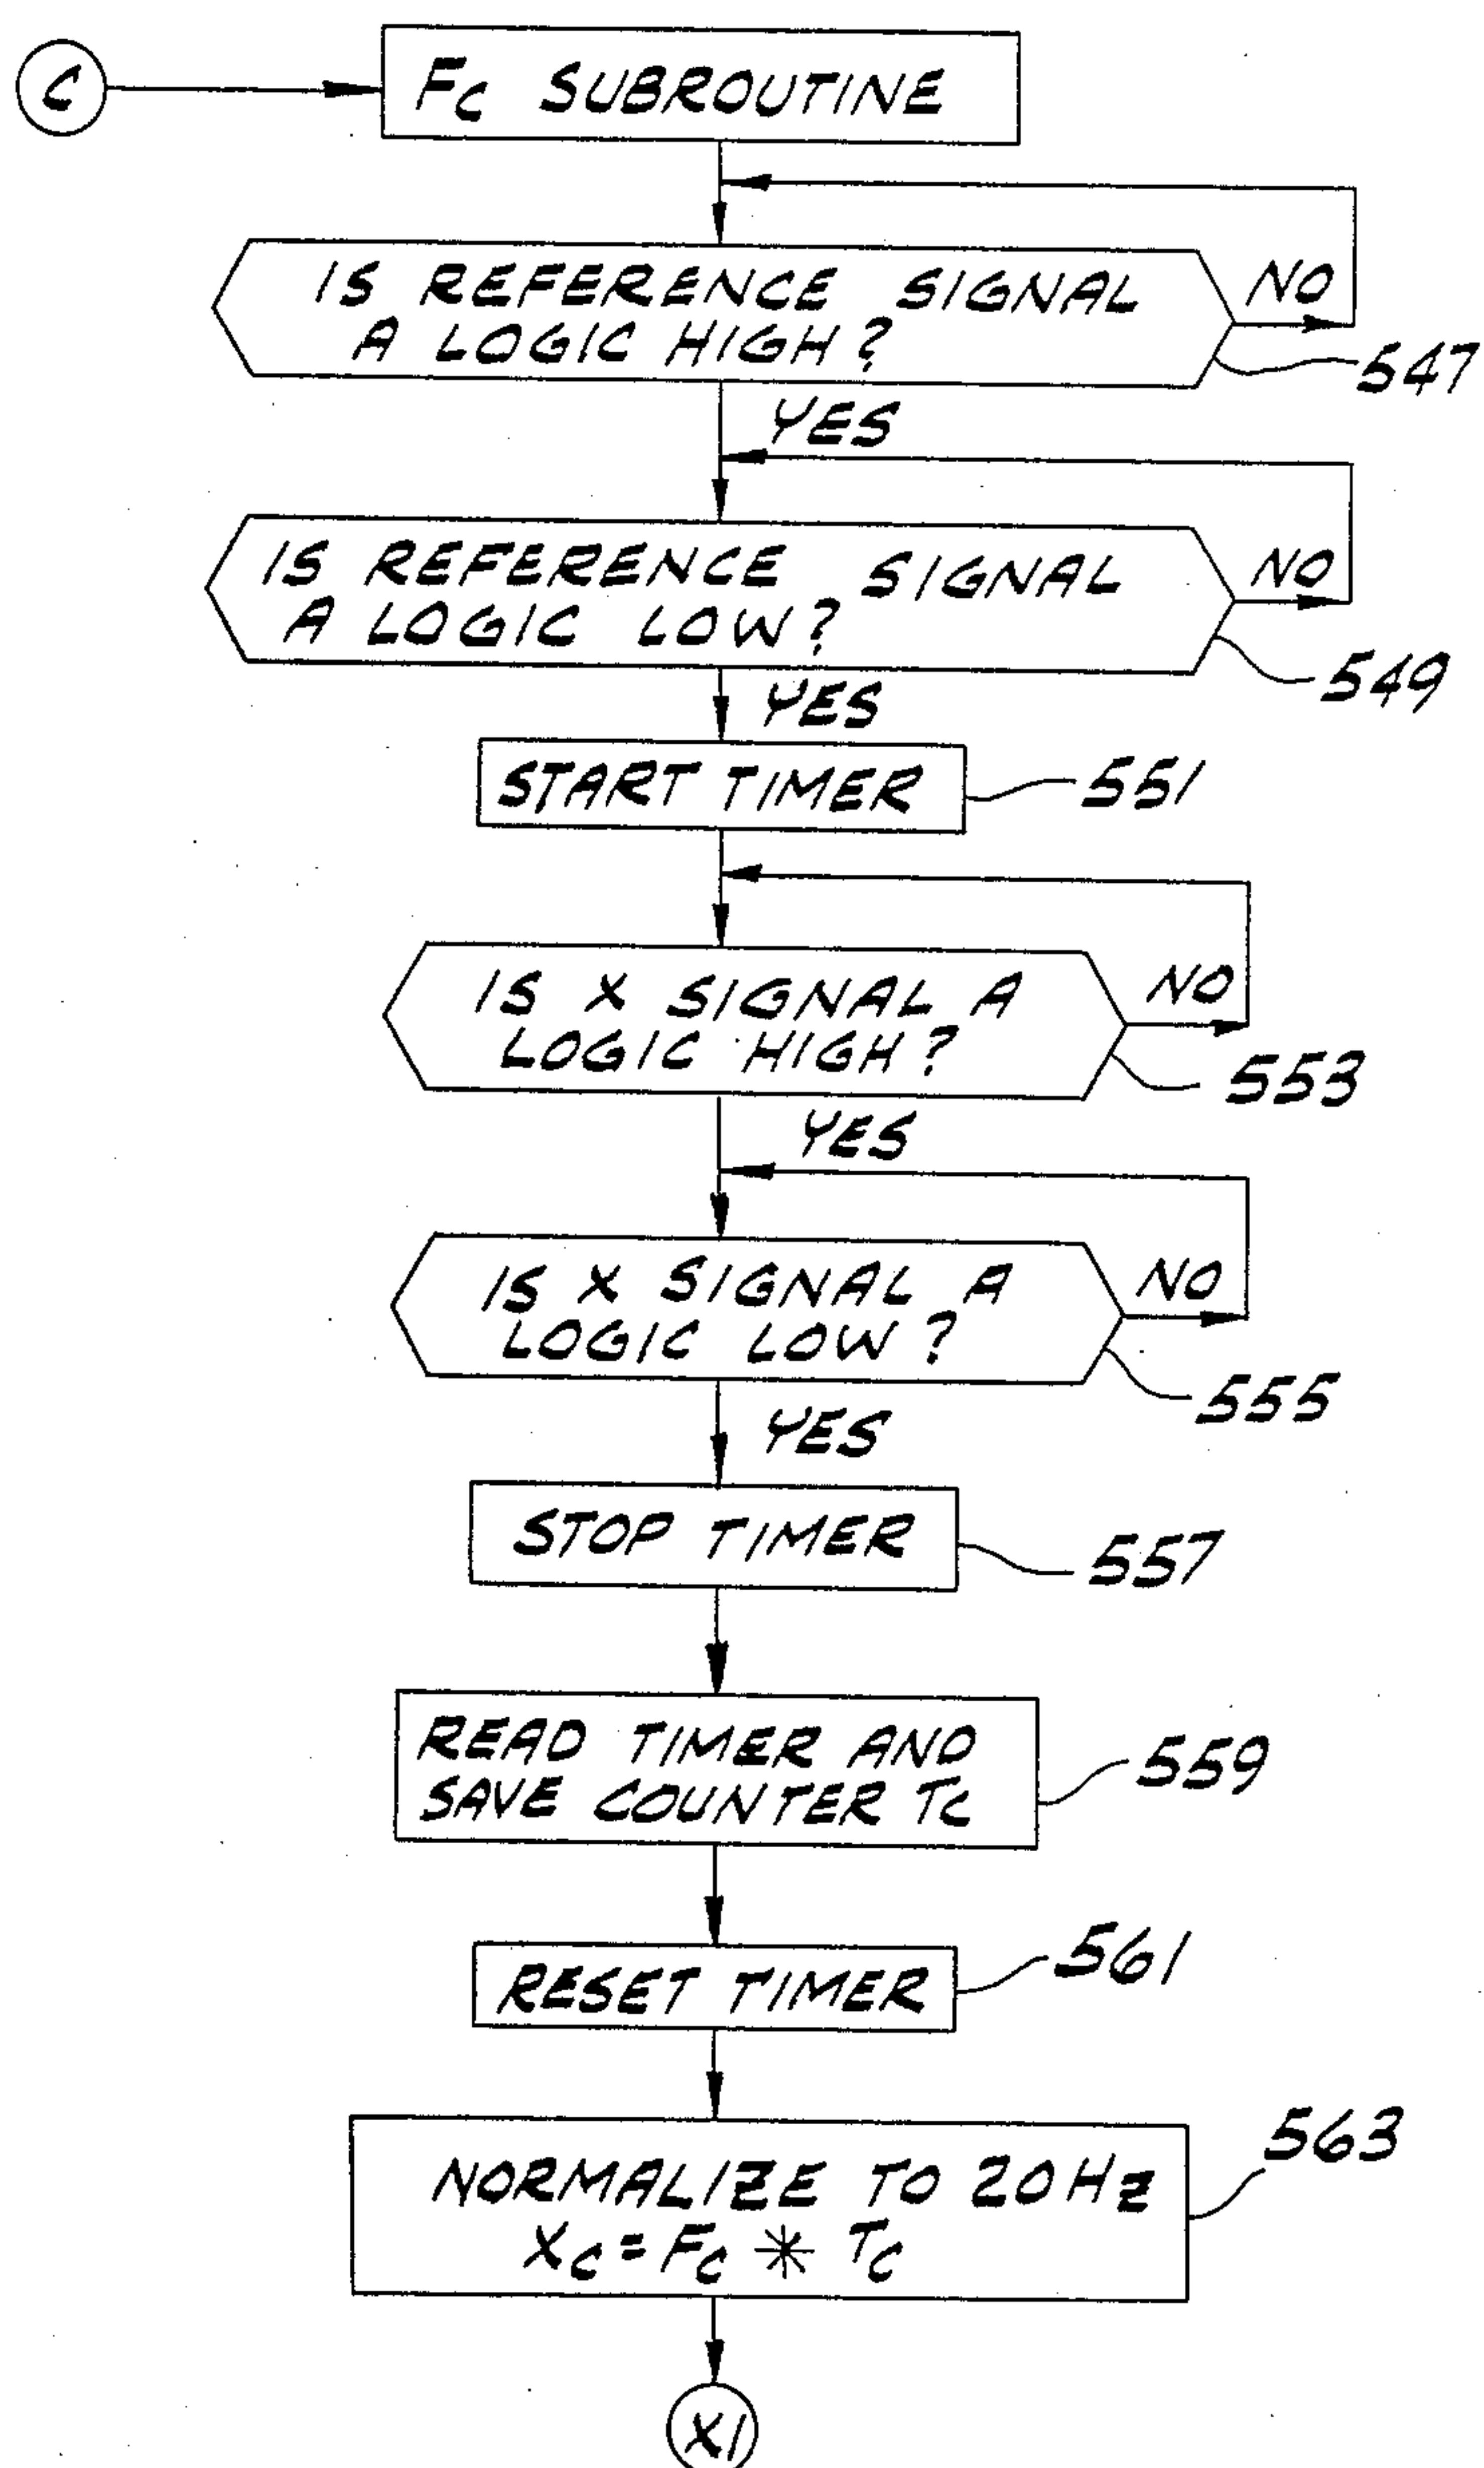 C
FC SUBROUTINE
IS REFERENCE SIGNAL
A LOGIC HIGH?
NO
547
YES
IS REFERENCE SIGNAL
A LOGIC LOW?
NO
549
YES
START TIMER
551
IS X SIGNAL A
LOGIC HIGH?
NO
553
YES
IS X SIGNAL A
LOGIC LOW?
NO
555
YES
STOP TIMER
557
READ TIMER AND
SAVE COUNTER TC
559
RESET TIMER
561
563
NORMALIZE TO 20 HZ
XC = FC * TC
X1